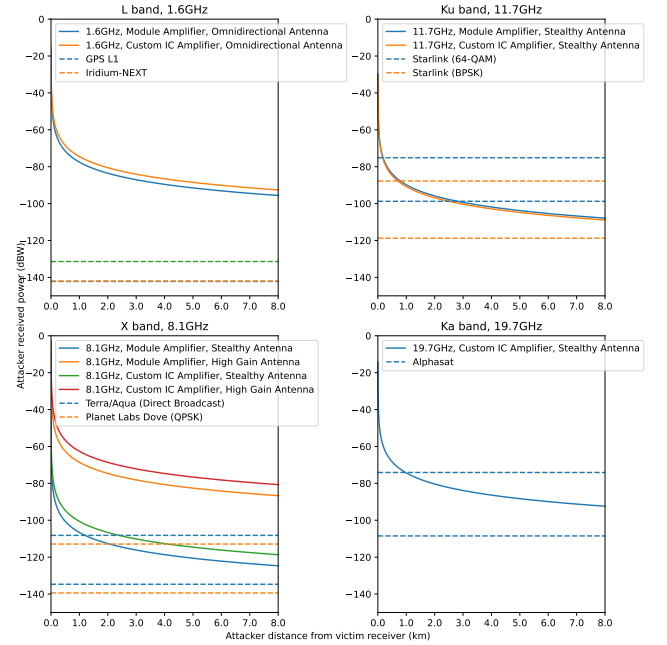 L band, 1.6GHz
0
−20
−40
−60
−80
−100
−120
−140
1.6GHz, Module Amplifier, Omnidirectional Antenna
1.6GHz, Custom IC Amplifier, Omnidirectional Antenna
GPS L1
Iridium-NEXT
0.0 1.0 2.0 3.0 4.0 5.0 6.0 7.0 8.0
Ku band, 11.7GHz
0
−20
−40
−60
−80
−100
−120
−140
11.7GHz, Module Amplifier, Stealthy Antenna
11.7GHz, Custom IC Amplifier, Stealthy Antenna
Starlink (64-QAM)
Starlink (BPSK)
0.0 1.0 2.0 3.0 4.0 5.0 6.0 7.0 8.0
Attacker received power (dBW)
X band, 8.1GHz
0
−20
−40
−60
−80
−100
−120
−140
8.1GHz, Module Amplifier, Stealthy Antenna
8.1GHz, Module Amplifier, High Gain Antenna
8.1GHz, Custom IC Amplifier, Stealthy Antenna
8.1GHz, Custom IC Amplifier, High Gain Antenna
Terra/Aqua (Direct Broadcast)
Planet Labs Dove (QPSK)
0.0 1.0 2.0 3.0 4.0 5.0 6.0 7.0 8.0
Ka band, 19.7GHz
0
−20
−40
−60
−80
−100
−120
−140
19.7GHz, Custom IC Amplifier, Stealthy Antenna
Alphasat
0.0 1.0 2.0 3.0 4.0 5.0 6.0 7.0 8.0
Attacker distance from victim receiver (km)